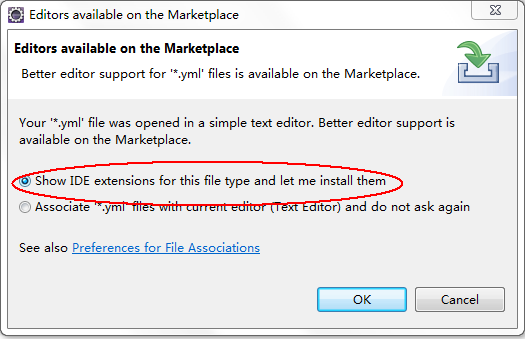 Editors available on the Marketplace
Editors available on the Marketplace
Better editor support for '*.yml' files is available on the Marketplace.
Your '*.yml' file was opened in a simple text editor. Better editor support is
available on the Marketplace.
Show IDE extensions for this file type and let me install them
Associate '*.yml' files with current editor (Text Editor) and do not ask again
See also Preferences for File Associations
OK Cancel